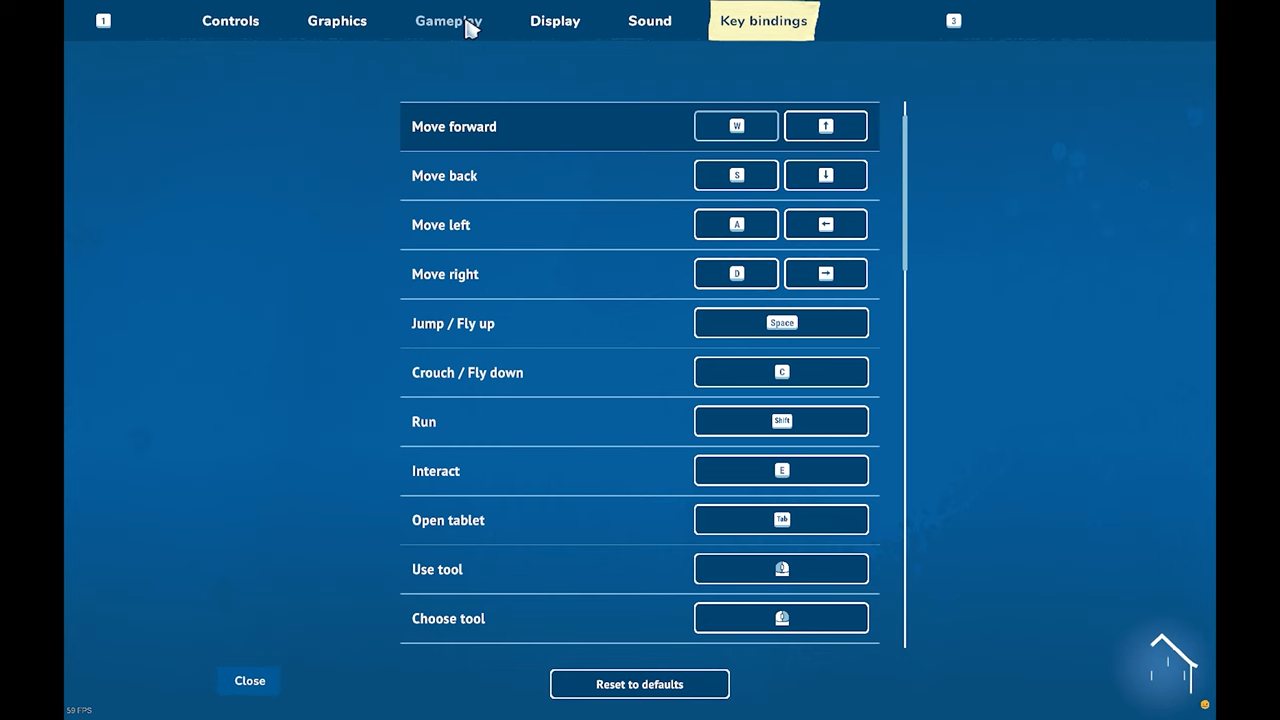 1 Controls Graphics Gameplay Display Sound Key bindings 3
Move forward W ↑
Move back S ↓
Move left A ←
Move right D →
Jump / Fly up Space
Crouch / Fly down C
Run Shift
Interact E
Open tablet Tab
Use tool
Choose tool
Close Reset to defaults
59 FPS